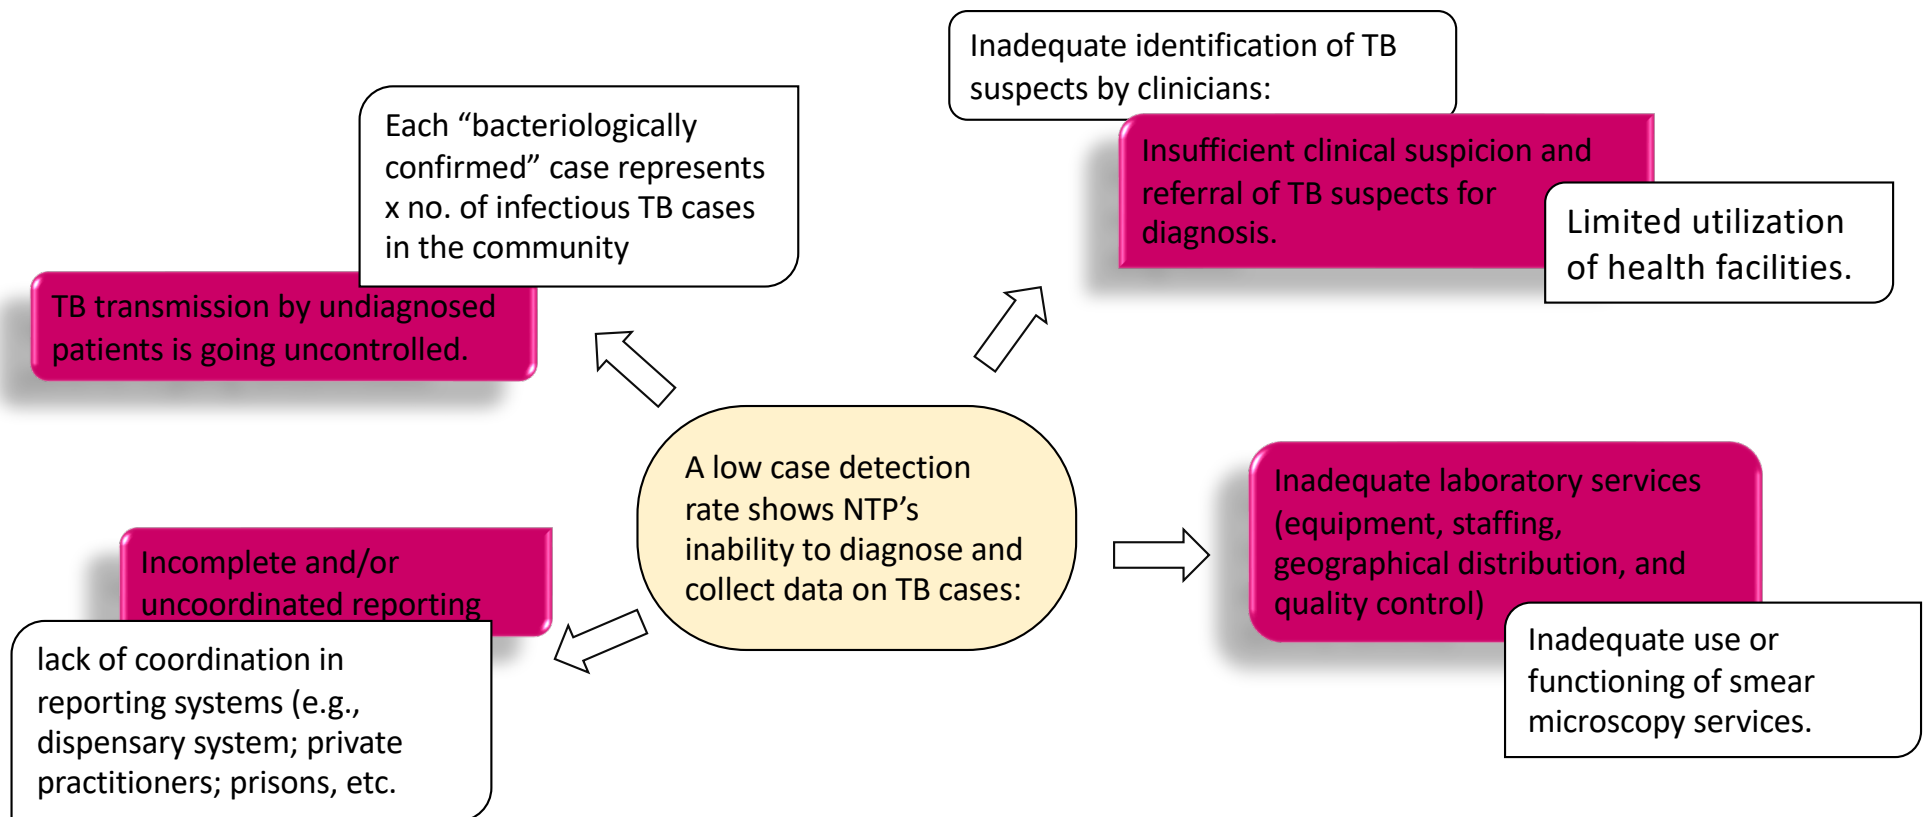 Inadequate identification of TB
suspects by clinicians:
Each “bacteriologically
confirmed” case represents
x no. of infectious TB cases
in the community
Insufficient clinical suspicion and
referral of TB suspects for
diagnosis.
Limited utilization
of health facilities.
TB transmission by undiagnosed
patients is going uncontrolled.
A low case detection
rate shows NTP’s
inability to diagnose and
collect data on TB cases:
Inadequate laboratory services
(equipment, staffing,
geographical distribution, and
quality control)
Inadequate use or
functioning of smear
microscopy services.
Incomplete and/or
uncoordinated reporting
lack of coordination in
reporting systems (e.g.,
dispensary system; private
practitioners; prisons, etc.